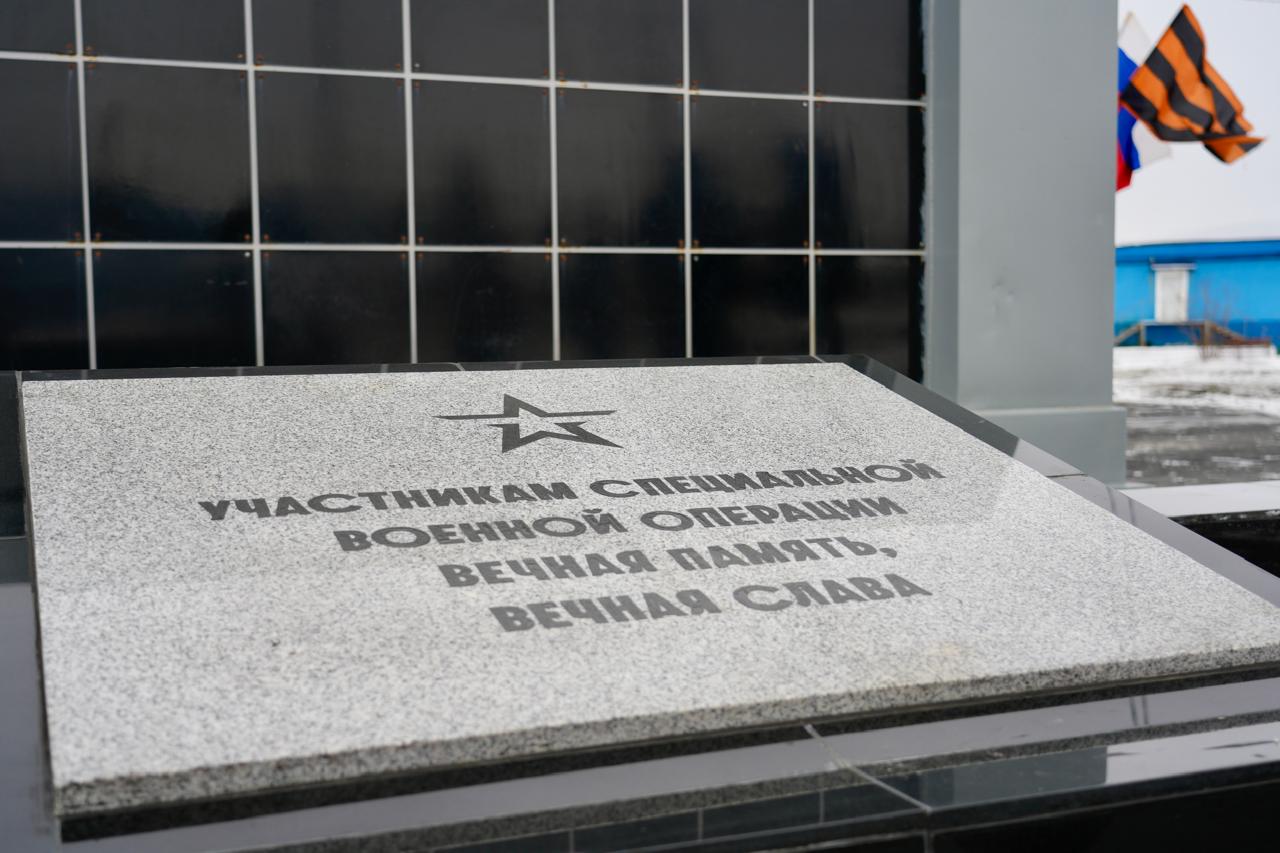 УЧАСТНИКАМ СПЕЦИАЛЬНОЙ
ВОЕННОЙ ОПЕРАЦИИ
ВЕЧНАЯ ПАМЯТЬ,
ВЕЧНАЯ СЛАВА